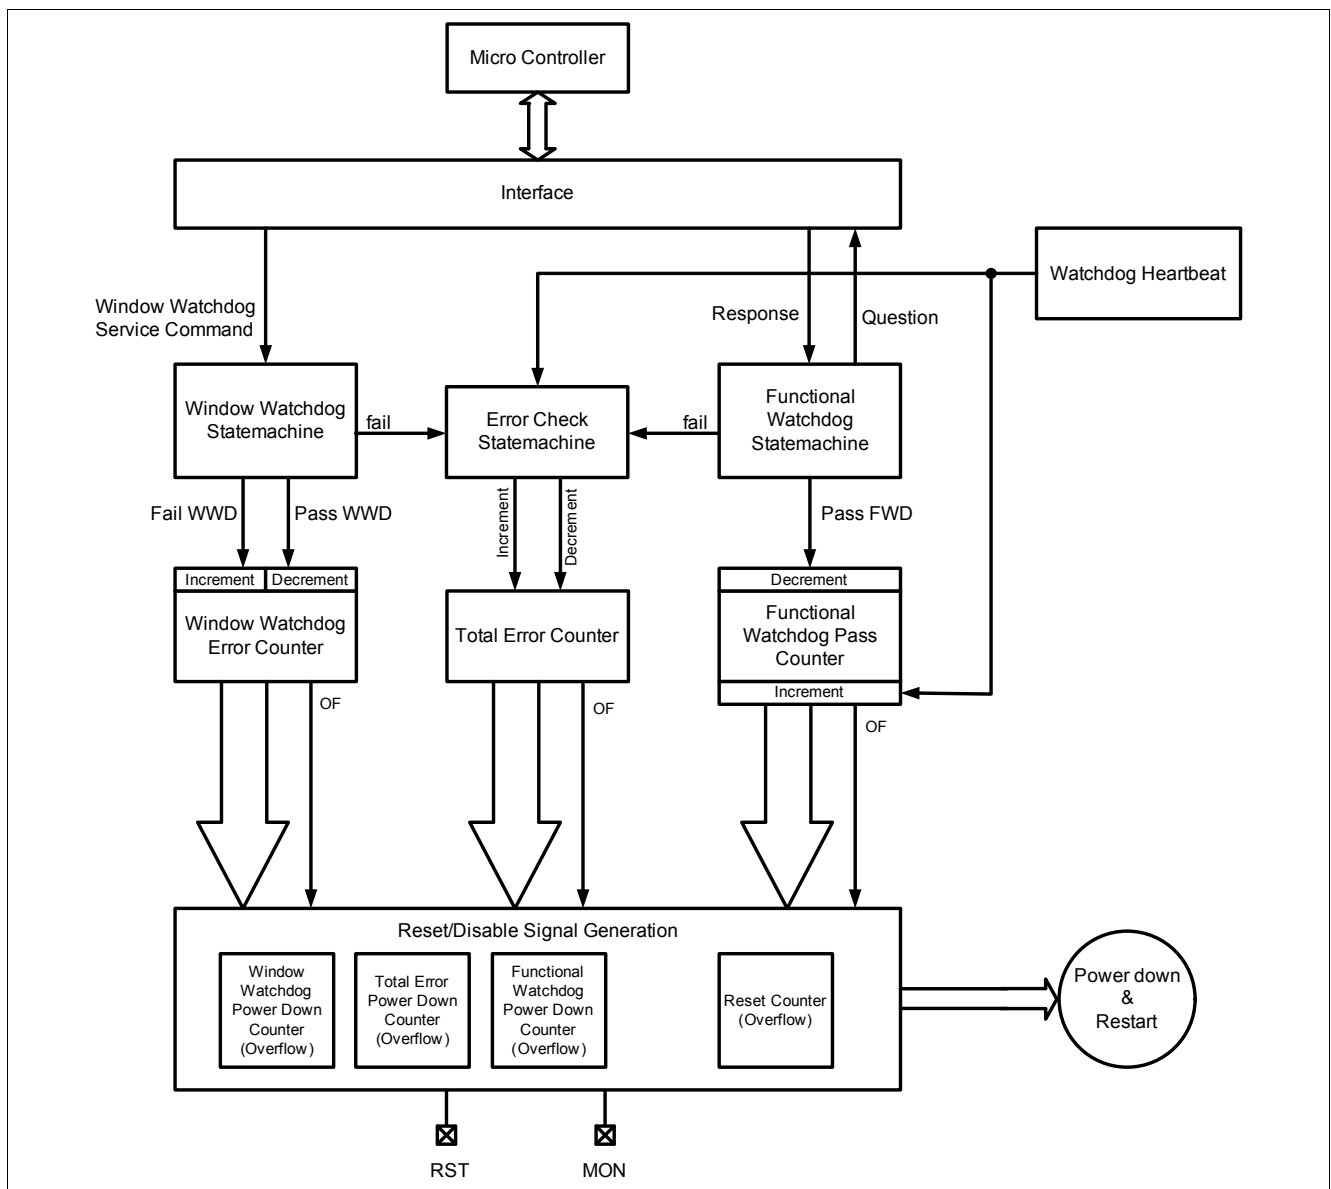 Micro Controller
Interface
Watchdog Heartbeat
Window Watchdog
Service Command
Response
Question
Window Watchdog
Statemachine
fail
Error Check
Statemachine
fail
Functional
Watchdog
Statemachine
Fail WWD
Pass WWD
Increment
Decrement
Pass FWD
Increment
Decrement
Window Watchdog
Error Counter
Total Error Counter
Decrement
Functional
Watchdog Pass
Counter
Increment
OF
OF
OF
Reset/Disable Signal Generation
Window
Watchdog
Power Down
Counter
(Overflow)
Total Error
Power Down
Counter
(Overflow)
Functional
Watchdog
Power Down
Counter
(Overflow)
Reset Counter
(Overflow)
Power down
&
Restart
RST
MON